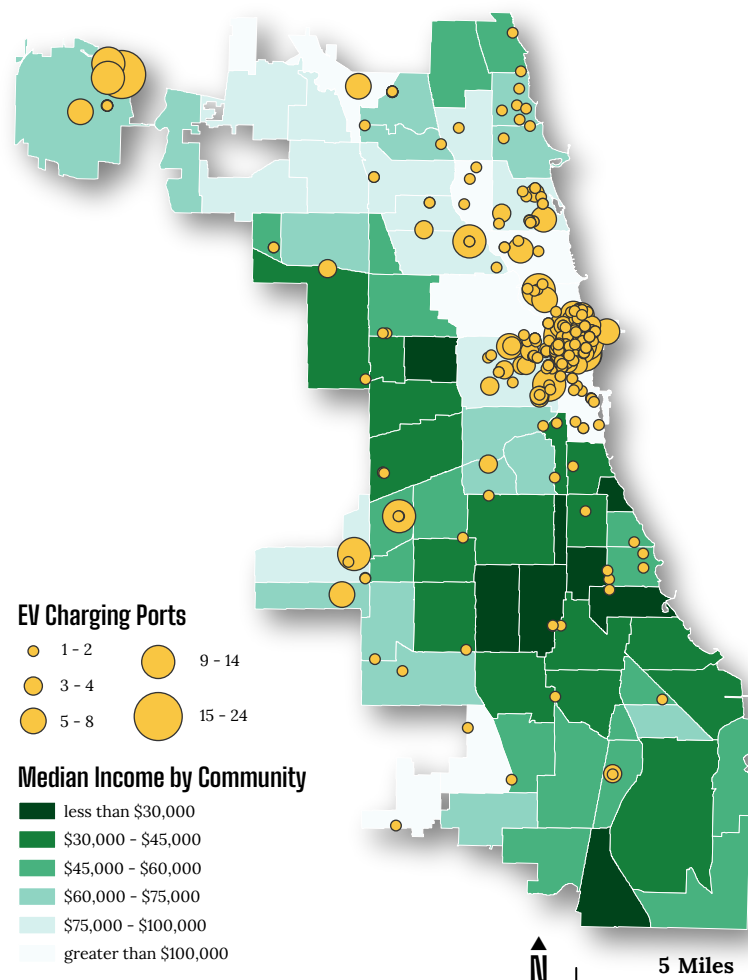 EV Charging Ports
1 - 2
3 - 4
5 - 8
9 - 14
15 - 24
Median Income by Community
less than $30,000
$30,000 - $45,000
$45,000 - $60,000
$60,000 - $75,000
$75,000 - $100,000
greater than $100,000
N
5 Miles